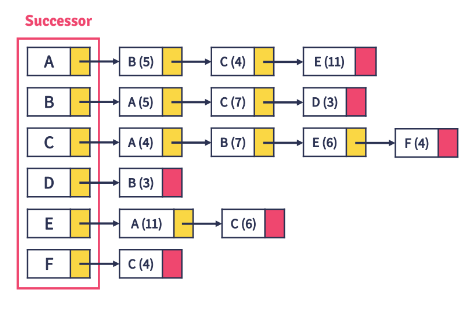 Successor
A B (5) C (4) E (11)
B A (5) C (7) D (3)
C A (4) B (7) E (6) F (4)
D B (3)
E A (11) C (6)
F C (4)